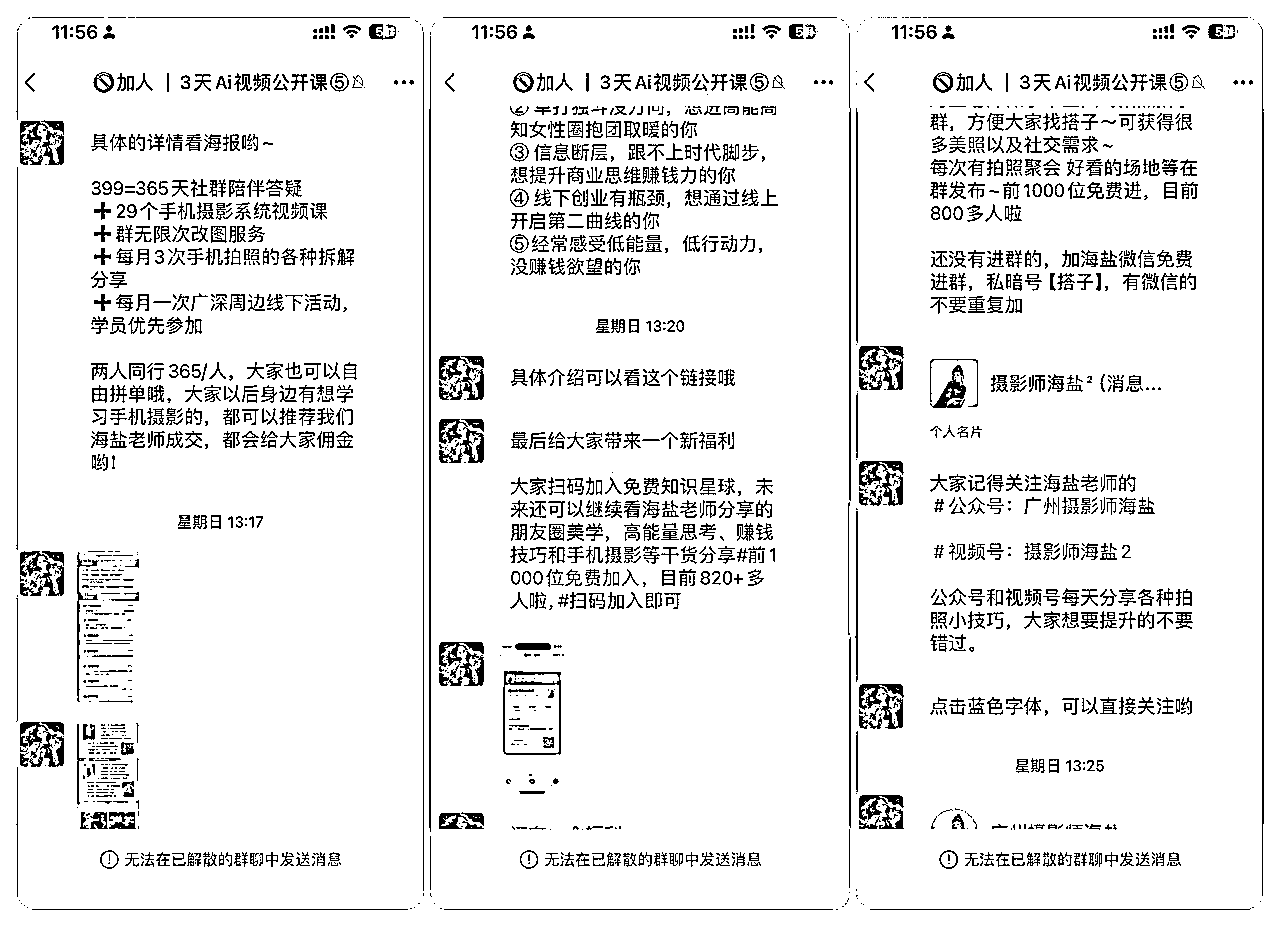 11:56
🚫加人 | 3天Ai视频公开课⑤
具体的详情看海报哟~
399=365天社群陪伴答疑
➕29个手机摄影系统视频课
➕群无限次改图服务
➕每月3次手机拍照的各种拆解
分享
➕每月一次广深周边线下活动，
学员优先参加
两人同行365/人，大家也可以自
由拼单哦，大家以后身边有想学
习手机摄影的，都可以推荐我们
海盐老师成交，都会给大家佣金
哟！
星期日 13:17
无法在已解散的群聊中发送消息
11:56
🚫加人 | 3天Ai视频公开课⑤
②单打独斗没方向，想进高能高
知女性圈抱团取暖的你
③信息断层，跟不上时代脚步，
想提升商业思维赚钱力的你
④线下创业有瓶颈，想通过线上
开启第二曲线的你
⑤经常感受低能量，低行动力，
没赚钱欲望的你
星期日 13:20
具体介绍可以看这个链接哦
最后给大家带来一个新福利
大家扫码加入免费知识星球，未
来还可以继续看海盐老师分享的
朋友圈美学，高能量思考、赚钱
技巧和手机摄影等干货分享#前1
000位免费加入，目前820+多
人啦,#扫码加入即可
无法在已解散的群聊中发送消息
11:56
🚫加人 | 3天Ai视频公开课⑤
群，方便大家找搭子～可获得很
多美照以及社交需求~
每次有拍照聚会 好看的场地等在
群发布~前1000位免费进，目前
800多人啦
还没有进群的，加海盐微信免费
进群，私暗号【搭子】，有微信的
不要重复加
摄影师海盐² (消息...
个人名片
大家记得关注海盐老师的
#公众号：广州摄影师海盐
#视频号：摄影师海盐2
公众号和视频号每天分享各种拍
照小技巧，大家想要提升的不要
错过。
点击蓝色字体，可以直接关注哟
星期日 13:25
广州摄影师海盐
无法在已解散的群聊中发送消息